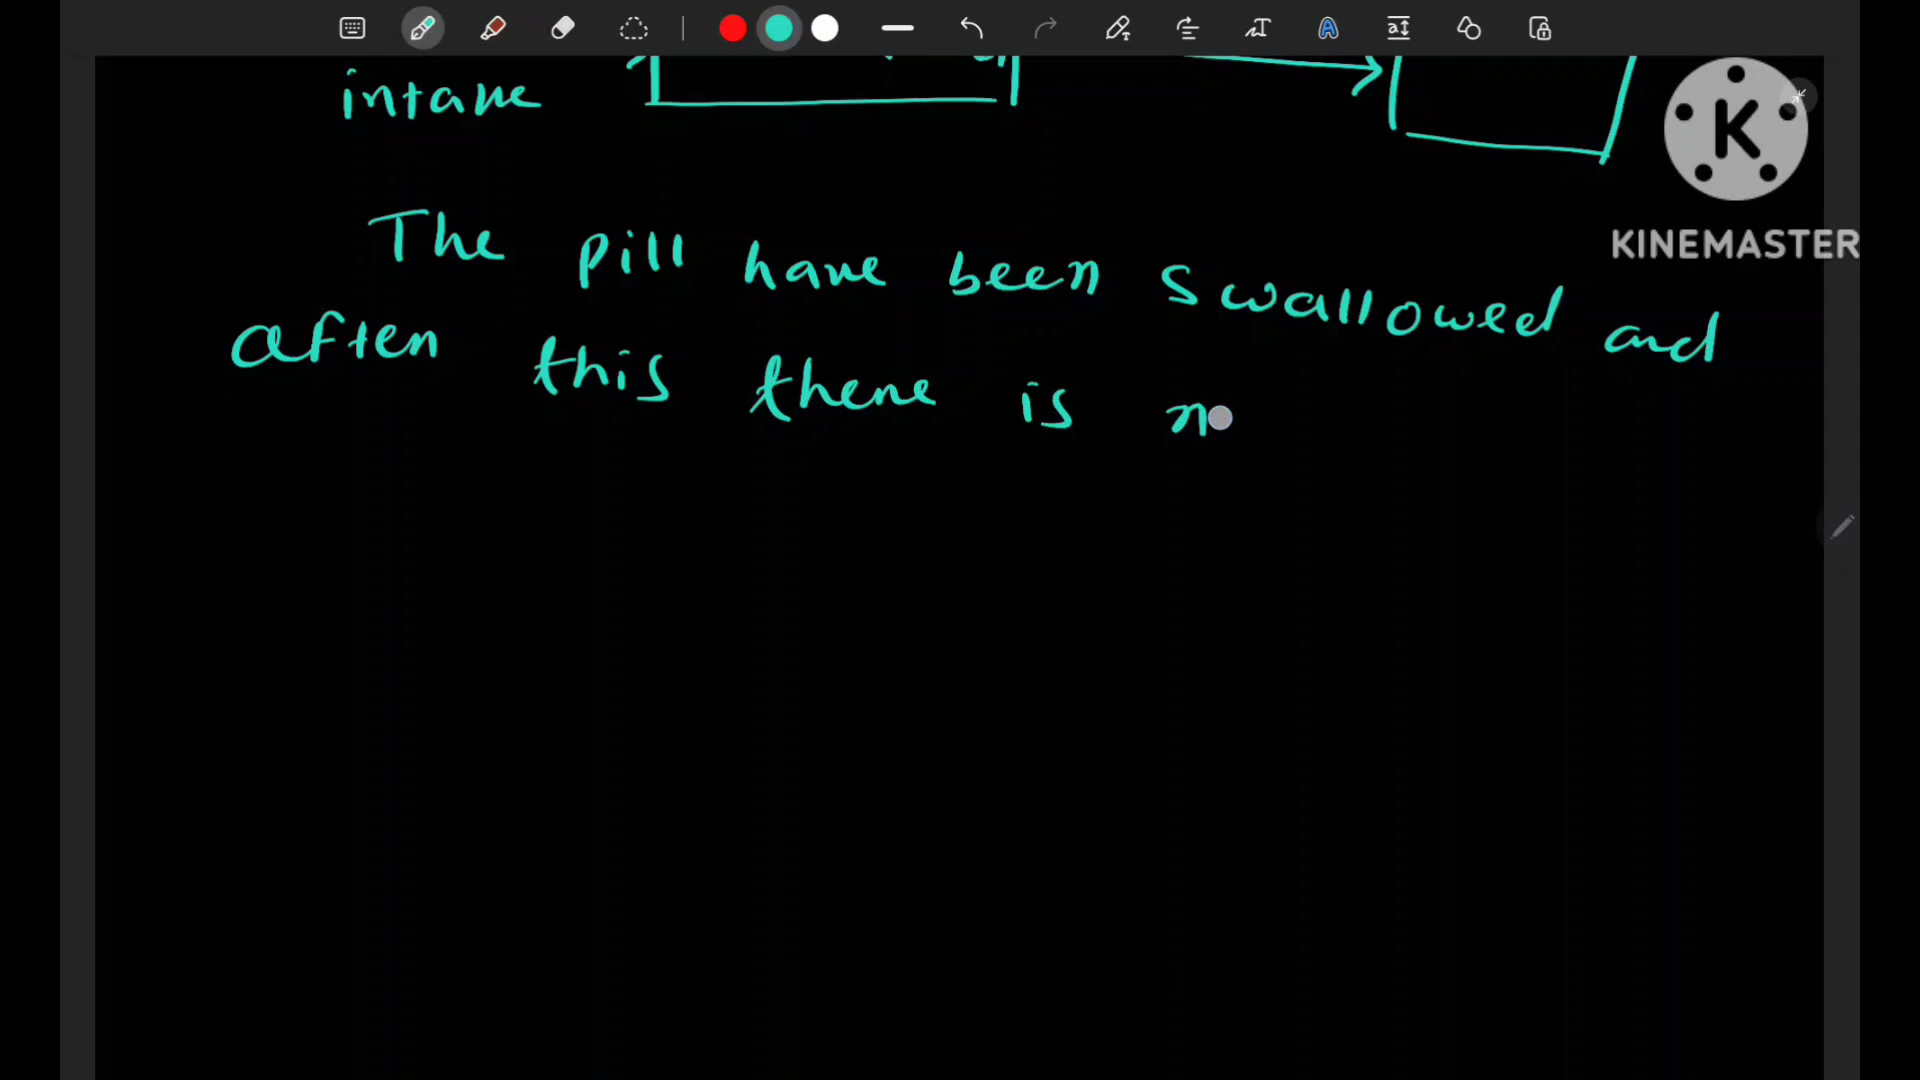 intake
The pill have been swallowed and
after this there is n
K
KINEMASTER